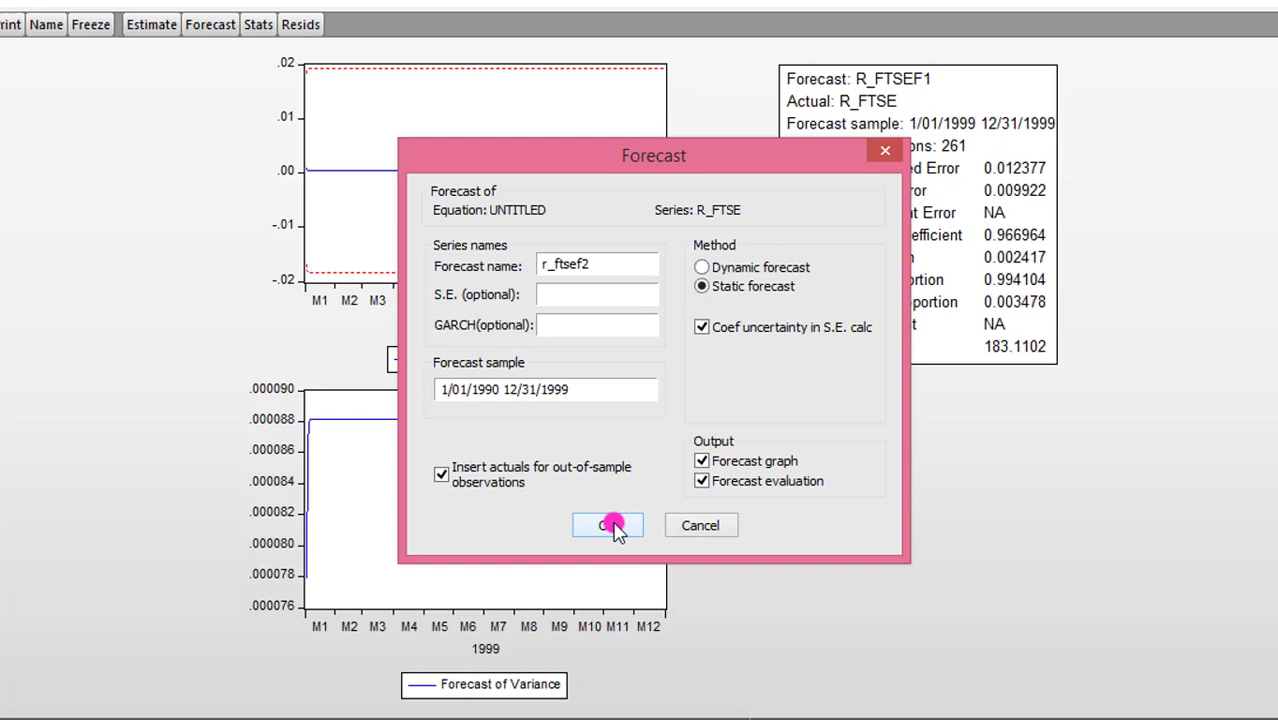 rint Name Freeze Estimate Forecast Stats Resids
.02
.01
.00
-.01
-.02
M1 M2 M3
Forecast: R_FTSEF1
Actual: R_FTSE
Forecast sample: 1/01/1999 12/31/1999
ons: 261
d Error 0.012377
ror 0.009922
t Error NA
efficient 0.966964
n 0.002417
rtion 0.994104
oportion 0.003478
t NA
183.1102
Forecast
Forecast of
Equation: UNTITLED Series: R_FTSE
Series names
Forecast name: r_ftsef2
S.E. (optional):
GARCH(optional):
Forecast sample
1/01/1990 12/31/1999
Insert actuals for out-of-sample
observations
Method
Dynamic forecast
Static forecast
Coef uncertainty in S.E. calc
Output
Forecast graph
Forecast evaluation
Cancel
.000090
.000088
.000086
.000084
.000082
.000080
.000078
.000076
M1 M2 M3 M4 M5 M6 M7 M8 M9 M10 M11 M12
1999
Forecast of Variance